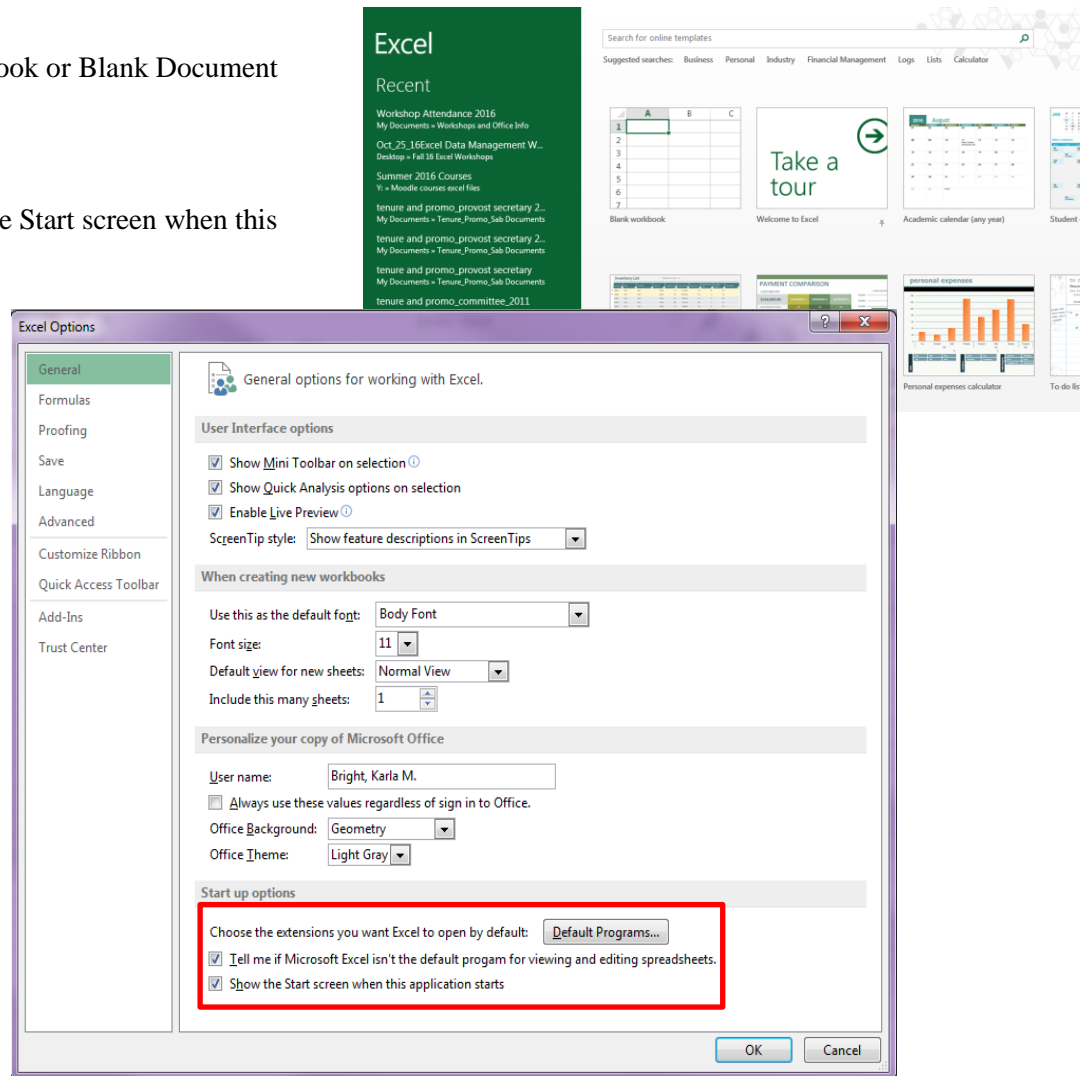 ook or Blank Document
e Start screen when this
Excel
Recent
Workshop Attendance 2016
My Documents » Workshops and Office Info
Oct_25_16Excel Data Management W...
Desktop » Fall 16 Excel Workshops
Summer 2016 Courses
Y: » Moodle courses excel files
tenure and promo_provost secretary 2...
My Documents » Tenure_Promo_Sab Documents
tenure and promo_provost secretary 2...
My Documents » Tenure_Promo_Sab Documents
tenure and promo_provost secretary
My Documents » Tenure_Promo_Sab Documents
tenure and promo_committee_2011
Search for online templates
Suggested searches: Business Personal Industry Financial Management Logs Lists Calculator
A B C
1
2
3
4
5
6
7
Blank workbook
Take a
tour
Welcome to Excel
August
Academic calendar (any year)
Student
Inventory List
PAYMENT COMPARISON
personal expenses
Personal expenses calculator
To do lis
Excel Options
General
Formulas
Proofing
Save
Language
Advanced
Customize Ribbon
Quick Access Toolbar
Add-Ins
Trust Center
General options for working with Excel.
User Interface options
Show Mini Toolbar on selection
Show Quick Analysis options on selection
Enable Live Preview
ScreenTip style: Show feature descriptions in ScreenTips
When creating new workbooks
Use this as the default font: Body Font
Font size: 11
Default view for new sheets: Normal View
Include this many sheets: 1
Personalize your copy of Microsoft Office
User name: Bright, Karla M.
Always use these values regardless of sign in to Office.
Office Background: Geometry
Office Theme: Light Gray
Start up options
Choose the extensions you want Excel to open by default: Default Programs...
Tell me if Microsoft Excel isn't the default progam for viewing and editing spreadsheets.
Show the Start screen when this application starts
OK Cancel